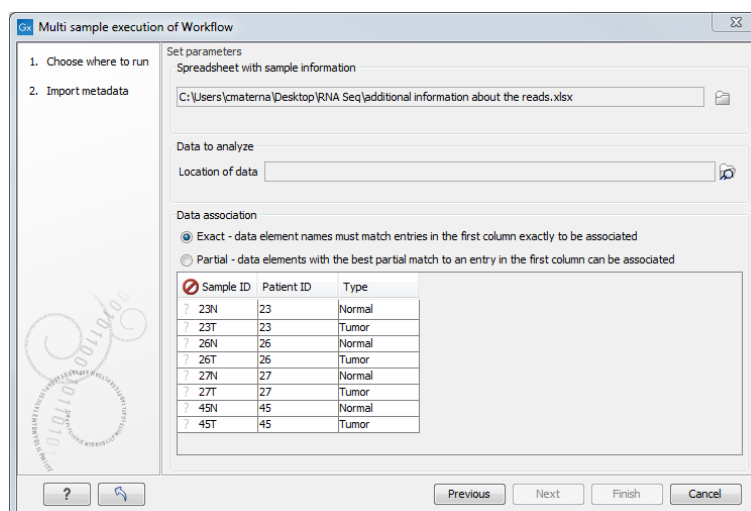 Gx Multi sample execution of Workflow
1. Choose where to run
2. Import metadata
Set parameters
Spreadsheet with sample information
C:\Users\cmaterna\Desktop\RNA Seq\additional information about the reads.xlsx
Data to analyze
Location of data
Data association
Exact - data element names must match entries in the first column exactly to be associated
Partial - data elements with the best partial match to an entry in the first column can be associated
Sample ID Patient ID Type
? 23N 23 Normal
? 23T 23 Tumor
? 26N 26 Normal
? 26T 26 Tumor
? 27N 27 Normal
? 27T 27 Tumor
? 45N 45 Normal
? 45T 45 Tumor
? Previous Next Finish Cancel